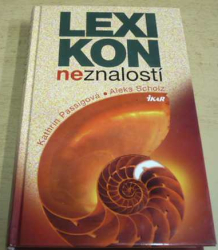 LEXI
KON
neznalostí
Kathrin Passigová • Aleks Scholz
IKAR